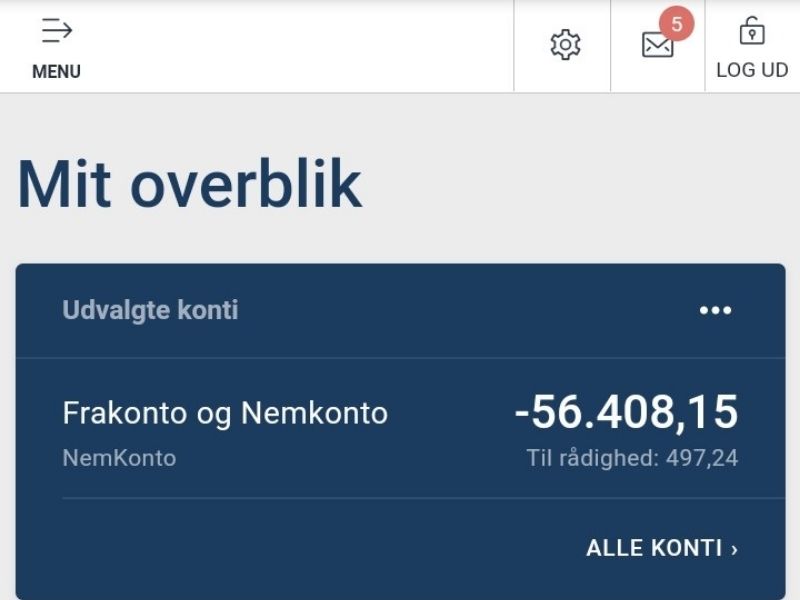 MENU
5
LOG UD
Mit overblik
Udvalgte konti
Frakonto og Nemkonto
-56.408,15
NemKonto
Til rådighed: 497,24
ALLE KONTI ›